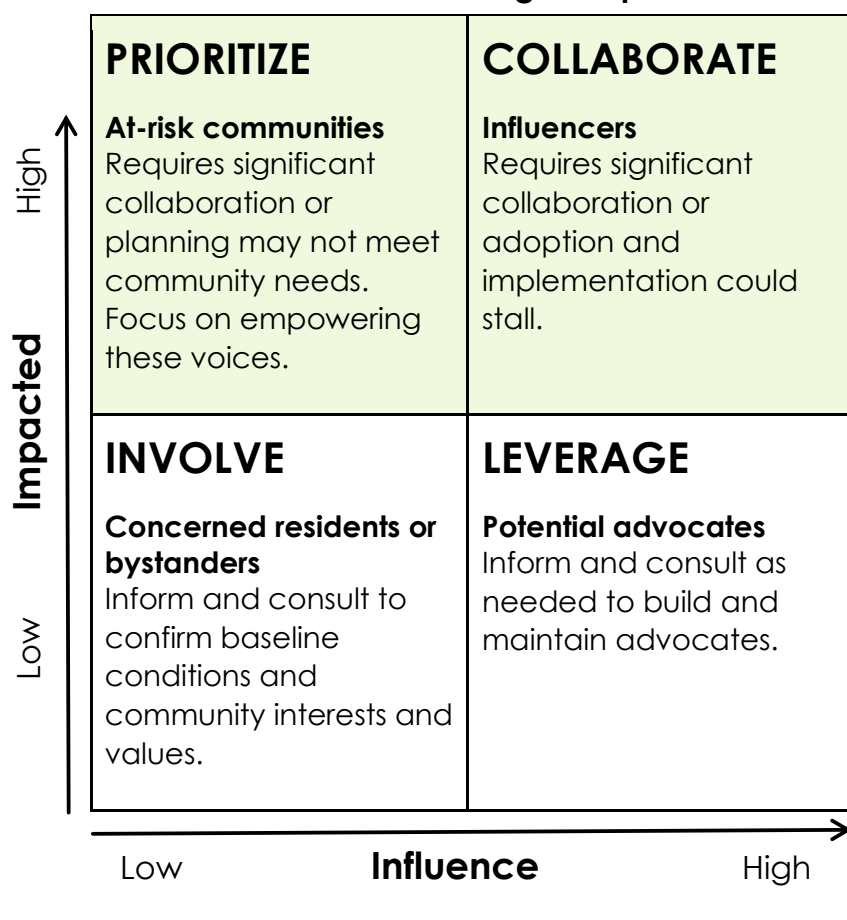 PRIORITIZE
At-risk communities
Requires significant
collaboration or
planning may not meet
community needs.
Focus on empowering
these voices.
COLLABORATE
Influencers
Requires significant
collaboration or
adoption and
implementation could
stall.
INVOLVE
Concerned residents or
bystanders
Inform and consult to
confirm baseline
conditions and
community interests and
values.
LEVERAGE
Potential advocates
Inform and consult as
needed to build and
maintain advocates.
High
Impacted
Low
Low
Influence
High